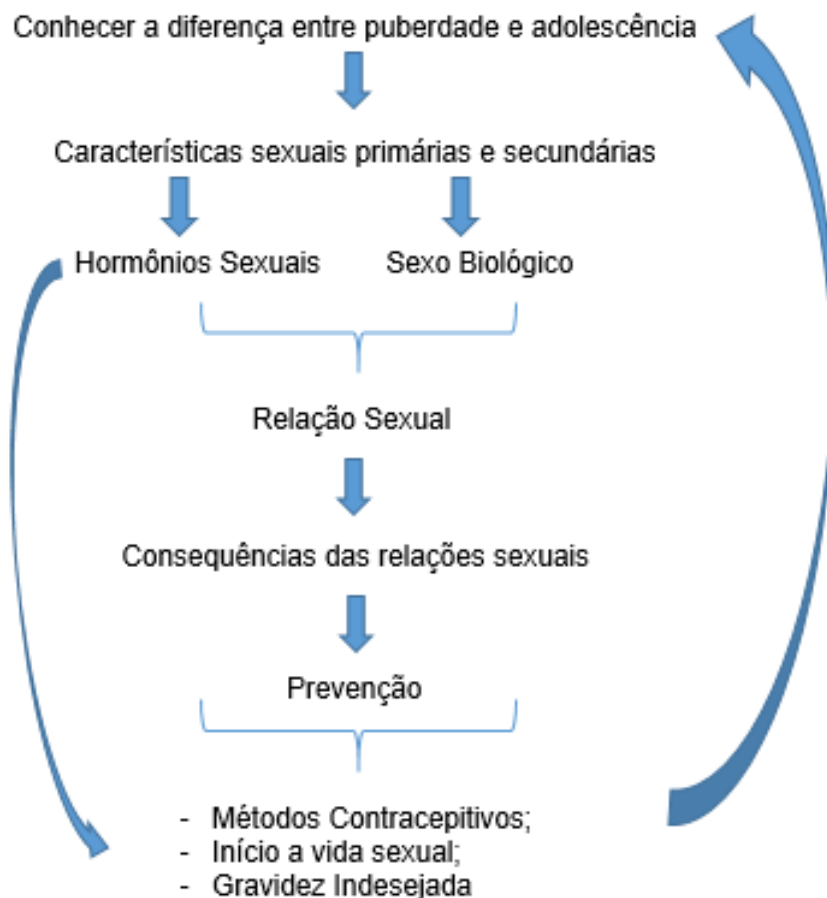 Conhecer a diferença entre puberdade e adolescência
Características sexuais primárias e secundárias
Hormônios Sexuais
Sexo Biológico
Relação Sexual
Consequências das relações sexuais
Prevenção
- Métodos Contracepitivos;
- Início a vida sexual;
- Gravidez Indesejada